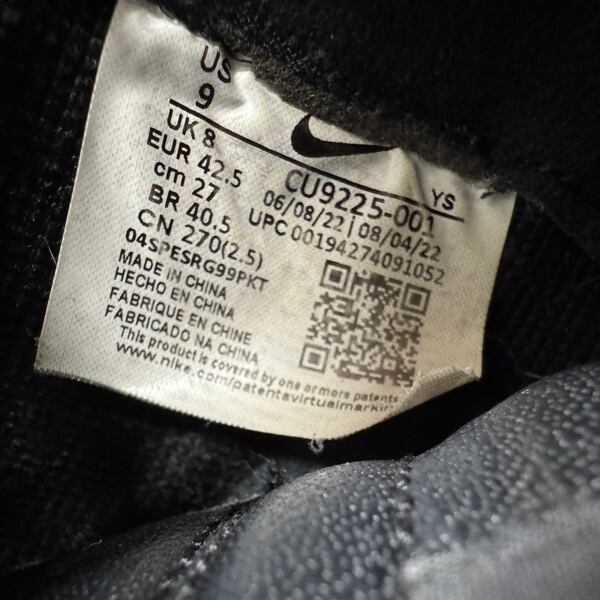 US
9
UK 8
EUR 42.5
cm 27
BR 40.5
CN 270(2.5)
04SPESRG99PKT
CU9225-001 YS
06/08/22 | 08/04/22
UPC 00194274091052
MADE IN CHINA
HECHO EN CHINA
FABRIQUE EN CHINE
FABRICADO NA CHINA
This product is covered by one or more patents
www.nike.com/patents